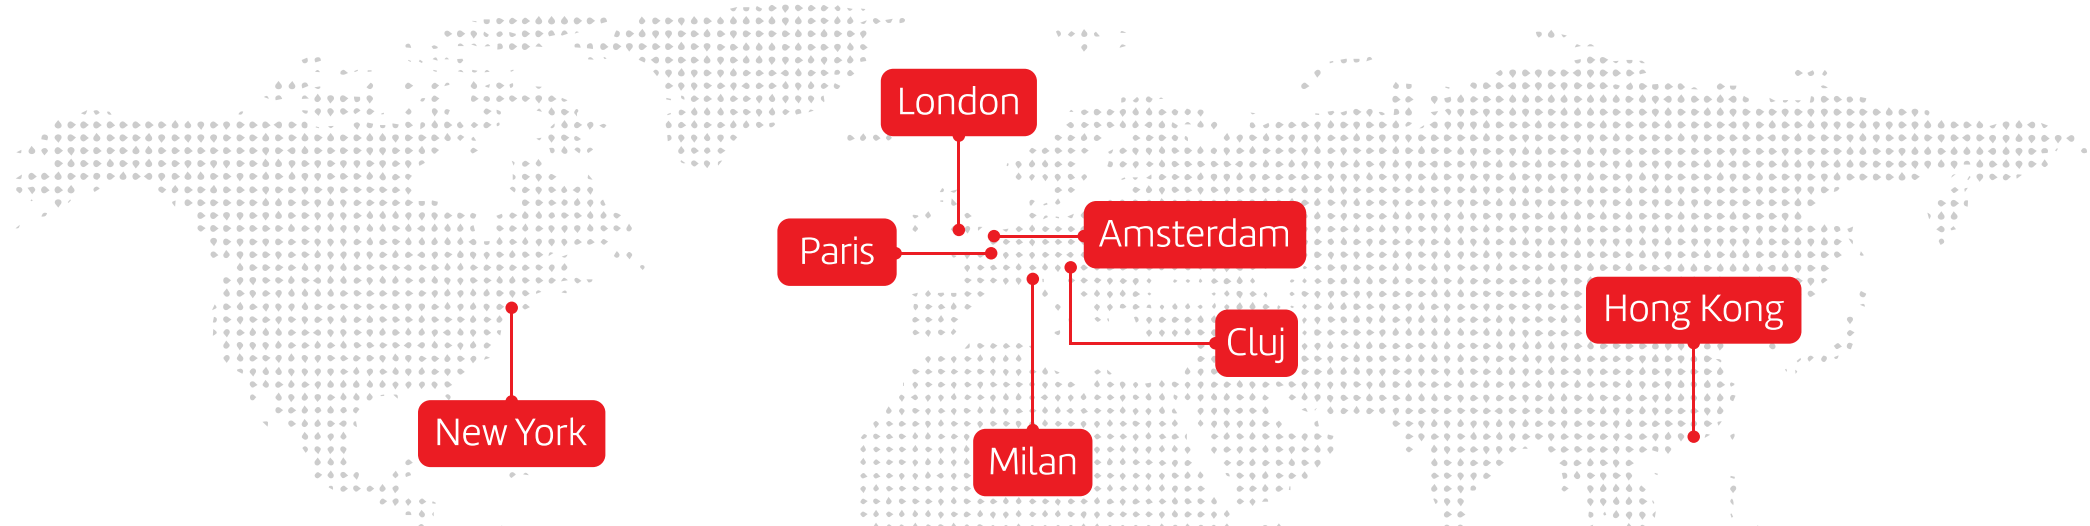 London
Amsterdam
Paris
Hong Kong
Cluj
New York
Milan